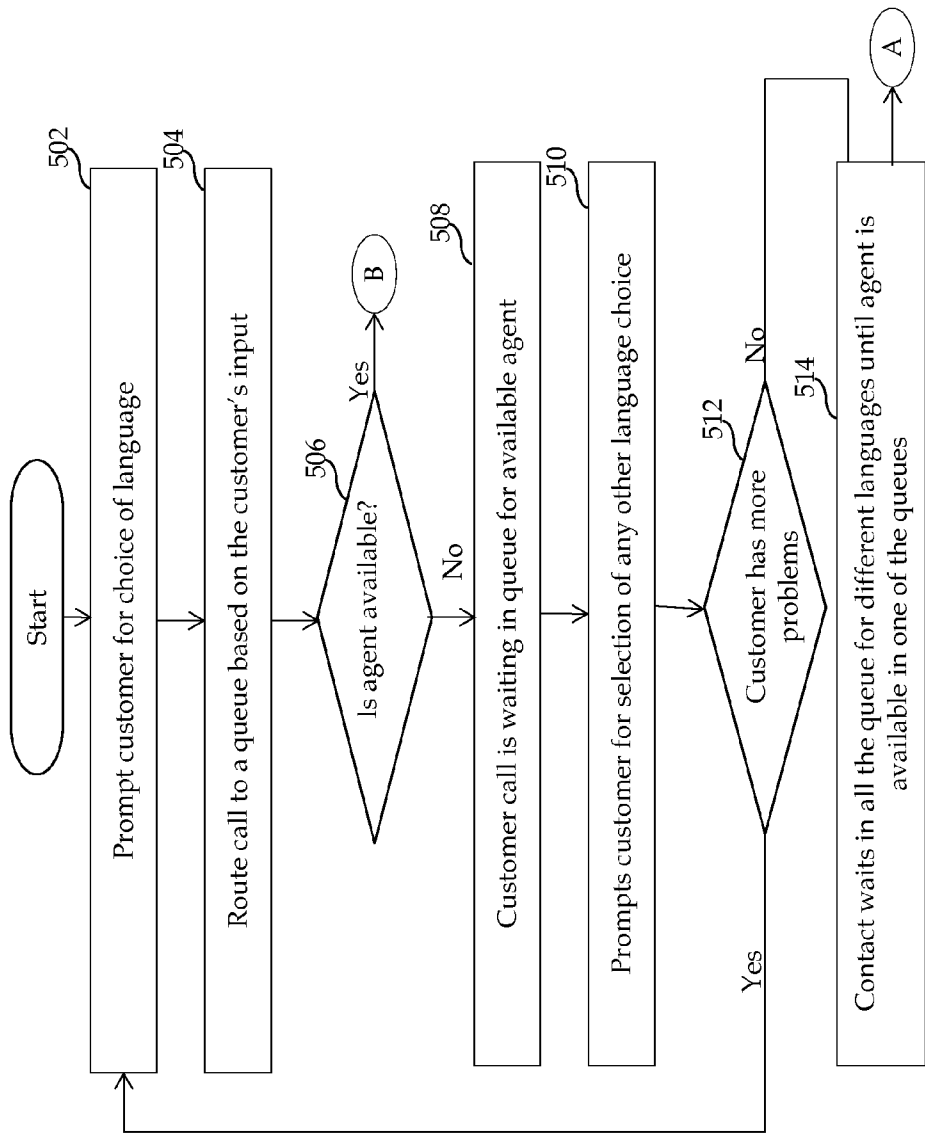 Start
502
Prompt customer for choice of language
504
Route call to a queue based on the customer's input
506
Is agent available?
Yes
B
No
508
Customer call is waiting in queue for available agent
510
Prompts customer for selection of any other language choice
512
Customer has more
problems
Yes
No
514
Contact waits in all the queue for different languages until agent is
available in one of the queues
A